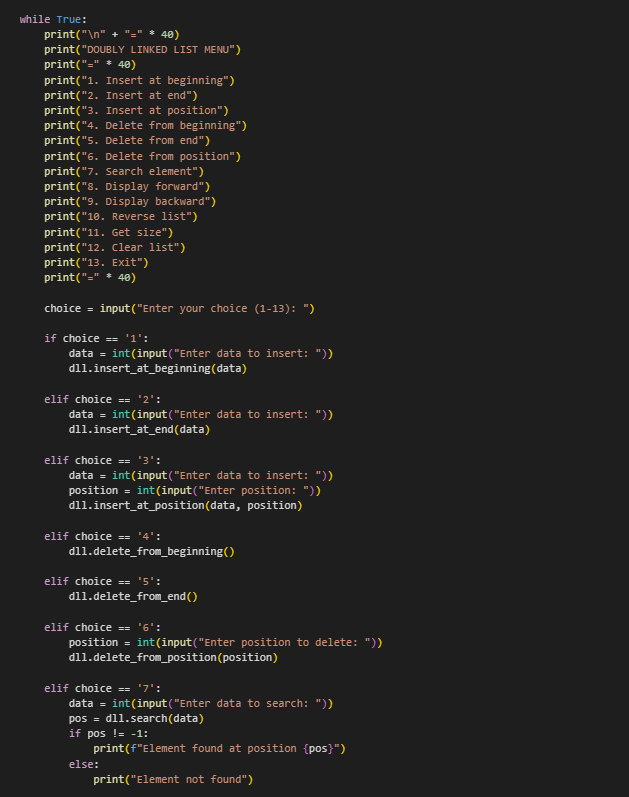 while True:
    print("\n" + "=" * 40)
    print("DOUBLY LINKED LIST MENU")
    print("=" * 40)
    print("1. Insert at beginning")
    print("2. Insert at end")
    print("3. Insert at position")
    print("4. Delete from beginning")
    print("5. Delete from end")
    print("6. Delete from position")
    print("7. Search element")
    print("8. Display forward")
    print("9. Display backward")
    print("10. Reverse list")
    print("11. Get size")
    print("12. Clear list")
    print("13. Exit")
    print("=" * 40)

    choice = input("Enter your choice (1-13): ")

    if choice == '1':
        data = int(input("Enter data to insert: "))
        dll.insert_at_beginning(data)

    elif choice == '2':
        data = int(input("Enter data to insert: "))
        dll.insert_at_end(data)

    elif choice == '3':
        data = int(input("Enter data to insert: "))
        position = int(input("Enter position: "))
        dll.insert_at_position(data, position)

    elif choice == '4':
        dll.delete_from_beginning()

    elif choice == '5':
        dll.delete_from_end()

    elif choice == '6':
        position = int(input("Enter position to delete: "))
        dll.delete_from_position(position)

    elif choice == '7':
        data = int(input("Enter data to search: "))
        pos = dll.search(data)
        if pos != -1:
            print(f"Element found at position {pos}")
        else:
            print("Element not found")